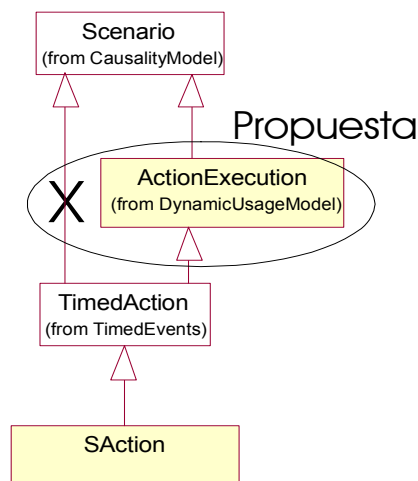 Scenario
(from CausalityModel)
Propuesta
ActionExecution
(from DynamicUsageModel)
X
TimedAction
(from TimedEvents)
SAction